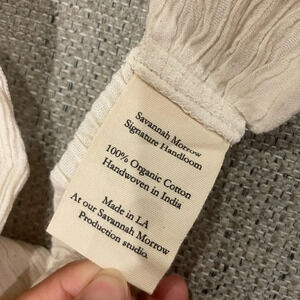 Savannah Morrow
Signature Handloom
100% Organic Cotton
Handwoven in India
Made in LA
At our Savannah Morrow
Production studio.